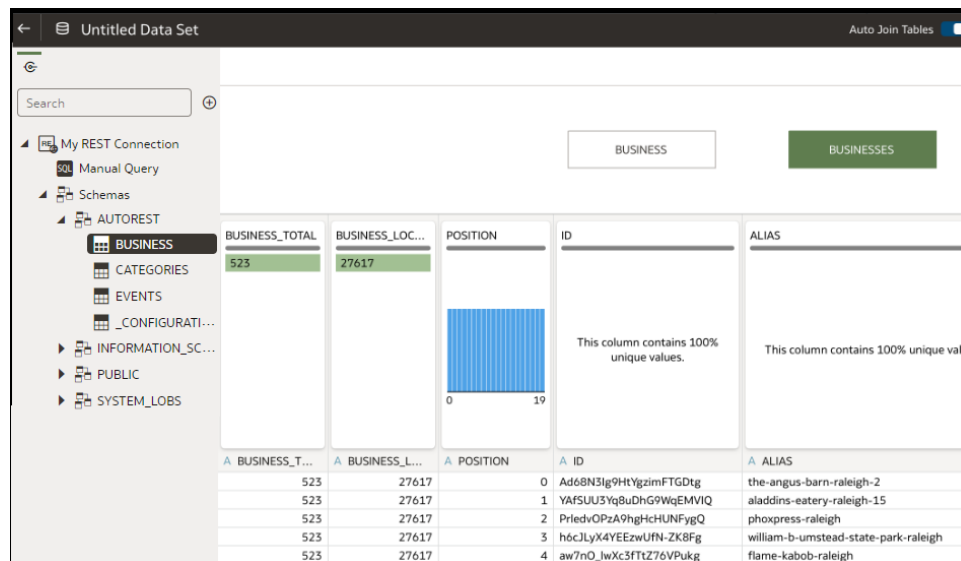 Untitled Data Set
Auto Join Tables
Search
My REST Connection
SQL Manual Query
Schemas
AUTOREST
BUSINESS
CATEGORIES
EVENTS
_CONFIGURATI...
INFORMATION_SC...
PUBLIC
SYSTEM_LOBS
BUSINESS BUSINESSES
BUSINESS_TOTAL BUSINESS_LOC... POSITION ID ALIAS
523 27617
This column contains 100%
unique values.
This column contains 100% unique val
0 19
A BUSINESS_T... A BUSINESS_L... A POSITION A ID A ALIAS
523 27617 0 Ad68N3Ig9HtYgzimFTGDtg the-angus-barn-raleigh-2
523 27617 1 YAfSUU3Yq8uDhG9WqEMVIQ aladdins-eatery-raleigh-15
523 27617 2 PrledvOPzA9hgHcHUNFygQ phoxpress-raleigh
523 27617 3 h6cJLyX4YEEzwUfN-ZK8Fg william-b-umstead-state-park-raleigh
523 27617 4 aw7nO_lwXc3fTtZ76VPukg flame-kabob-raleigh